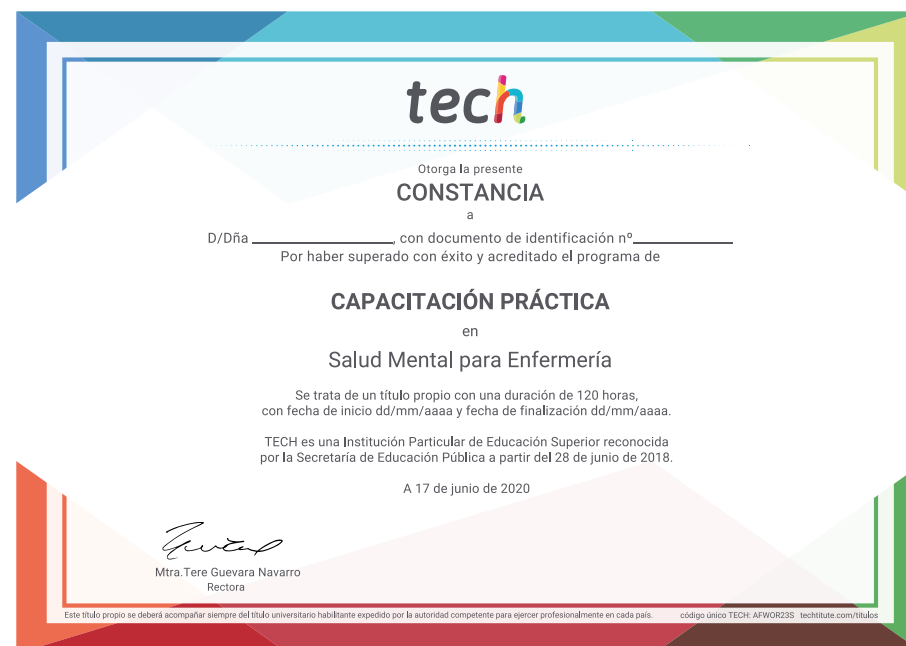 tech
Otorga la presente
CONSTANCIA
a
D/Dña ____________________, con documento de identificación nº______________
Por haber superado con éxito y acreditado el programa de
CAPACITACIÓN PRÁCTICA
en
Salud Mental para Enfermería
Se trata de un título propio con una duración de 120 horas,
con fecha de inicio dd/mm/aaaa y fecha de finalización dd/mm/aaaa.
TECH es una Institución Particular de Educación Superior reconocida
por la Secretaría de Educación Pública a partir del 28 de junio de 2018.
A 17 de junio de 2020
Mtra.Tere Guevara Navarro
Rectora
Este título propio se deberá acompañar siempre del título universitario habilitante expedido por la autoridad competente para ejercer profesionalmente en cada país. código único TECH: AFWOR23S techtitute.com/titulos